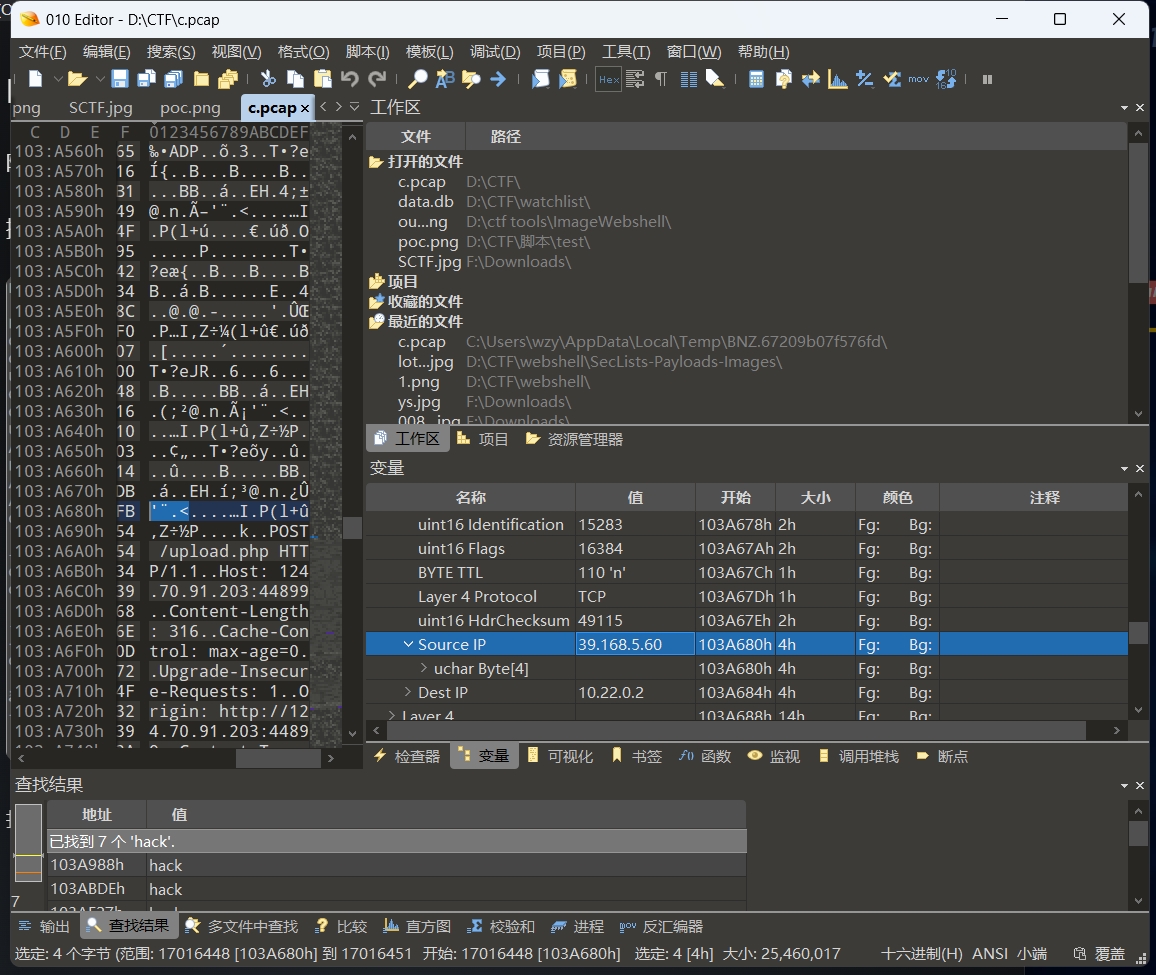 010 Editor - D:\CTF\c.pcap
文件(F) 编辑(E) 搜索(S) 视图(V) 格式(O) 脚本(I) 模板(L) 调试(D) 项目(P) 工具(T) 窗口(W) 帮助(H)
png SCTF.jpg poc.png c.pcap
C D E F 0123456789ABCDEF
103:A560h 65 ‰•ADP..õ.3..T•?e
103:A570h 16 Í{..B...B....B..
103:A580h 31 ...BB..á..EH.4;±
103:A590h 49 @.n.Ã–'¨.<....…I
103:A5A0h 4F .P(l+ú....€.úð.O
103:A5B0h 95 .....P........T•
103:A5C0h 42 ?eæ{..B...B....B
103:A5D0h 34 B..á.B......E..4
103:A5E0h 8C ..@.@.-.....'.ÛŒ
103:A5F0h F0 .P…I,Z÷¼(l+û€.úð
103:A600h 07 .[.....´........
103:A610h 00 T•?eJR..6...6...
103:A620h 48 .B.....BB..á..EH
103:A630h 16 .(;²@.n.Ã¡'¨.<..
103:A640h 10 ..…I.P(l+û,Z÷½P.
103:A650h 03 ..¢„..T•?eõy..û.
103:A660h 14 ..û....B.....BB.
103:A670h DB .á..EH.í;³@.n.¿Û
103:A680h FB '¨.<....…I.P(l+û
103:A690h 54 ,Z÷½P....k..POST
103:A6A0h 54 /upload.php HTT
103:A6B0h 34 P/1.1..Host: 124
103:A6C0h 39 .70.91.203:44899
103:A6D0h 68 ..Content-Length
103:A6E0h 6E : 316..Cache-Con
103:A6F0h 0D trol: max-age=0.
103:A700h 72 .Upgrade-Insecur
103:A710h 4F e-Requests: 1..O
103:A720h 32 rigin: http://12
103:A730h 39 4.70.91.203:4489
工作区
文件 路径
打开的文件
c.pcap D:\CTF\
data.db D:\CTF\watchlist\
ou...ng D:\ctf tools\ImageWebshell\
poc.png D:\CTF\脚本\test\
SCTF.jpg F:\Downloads\
项目
收藏的文件
最近的文件
c.pcap C:\Users\wzy\AppData\Local\Temp\BNZ.67209b07f576fd\
lot...jpg D:\CTF\webshell\SecLists-Payloads-Images\
1.png D:\CTF\webshell\
ys.jpg F:\Downloads\
008...jpg F:\Downloads\
工作区 项目 资源管理器
变量
名称 值 开始 大小 颜色 注释
uint16 Identification 15283 103A678h 2h Fg: Bg:
uint16 Flags 16384 103A67Ah 2h Fg: Bg:
BYTE TTL 110 'n' 103A67Ch 1h Fg: Bg:
Layer 4 Protocol TCP 103A67Dh 1h Fg: Bg:
uint16 HdrChecksum 49115 103A67Eh 2h Fg: Bg:
Source IP 39.168.5.60 103A680h 4h Fg: Bg:
uchar Byte[4] 103A680h 4h Fg: Bg:
Dest IP 10.22.0.2 103A684h 4h Fg: Bg:
Layer 4 103A688h 14h Fg: Bg:
检查器 变量 可视化 书签 函数 监视 调用堆栈 断点
查找结果
地址 值
已找到 7 个 'hack'.
103A988h hack
103ABDEh hack
7
输出 查找结果 多文件中查找 比较 直方图 校验和 进程 反汇编器
选定: 4 个字节 (范围: 17016448 [103A680h] 到 17016451 开始: 17016448 [103A680h] 选定: 4 [4h] 大小: 25,460,017 十六进制(H) ANSI 小端 覆盖